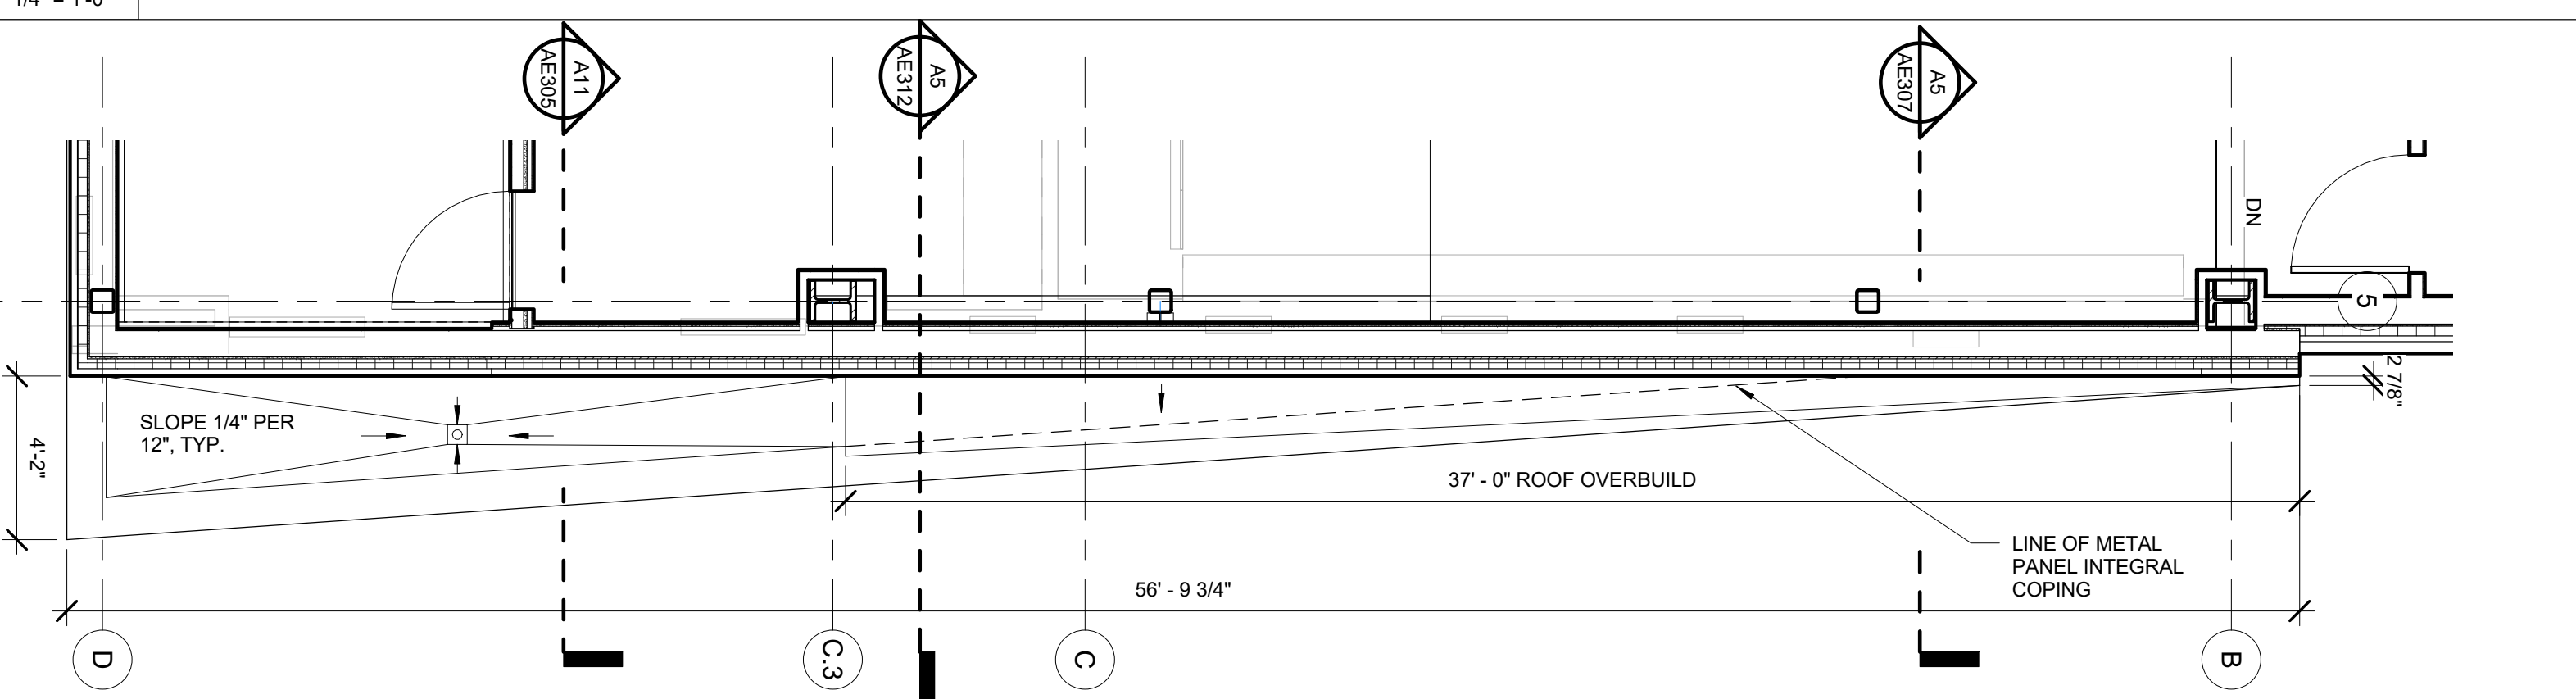 1/4" = 1'-0"
A11
AE305
A5
AE312
A5
AE307
DN
5
2 7/8"
SLOPE 1/4" PER
12", TYP.
4'-2"
37' - 0" ROOF OVERBUILD
LINE OF METAL
PANEL INTEGRAL
COPING
56' - 9 3/4"
D
C.3
C
B